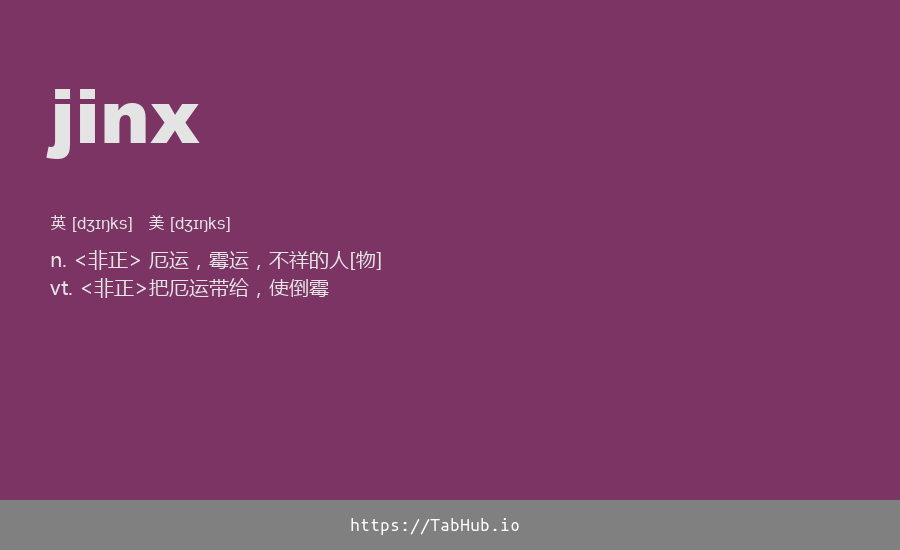 jinx
英 [dʒɪŋks] 美 [dʒɪŋks]
n. <非正> 厄运，霉运，不祥的人[物]
vt. <非正>把厄运带给，使倒霉
https://TabHub.io